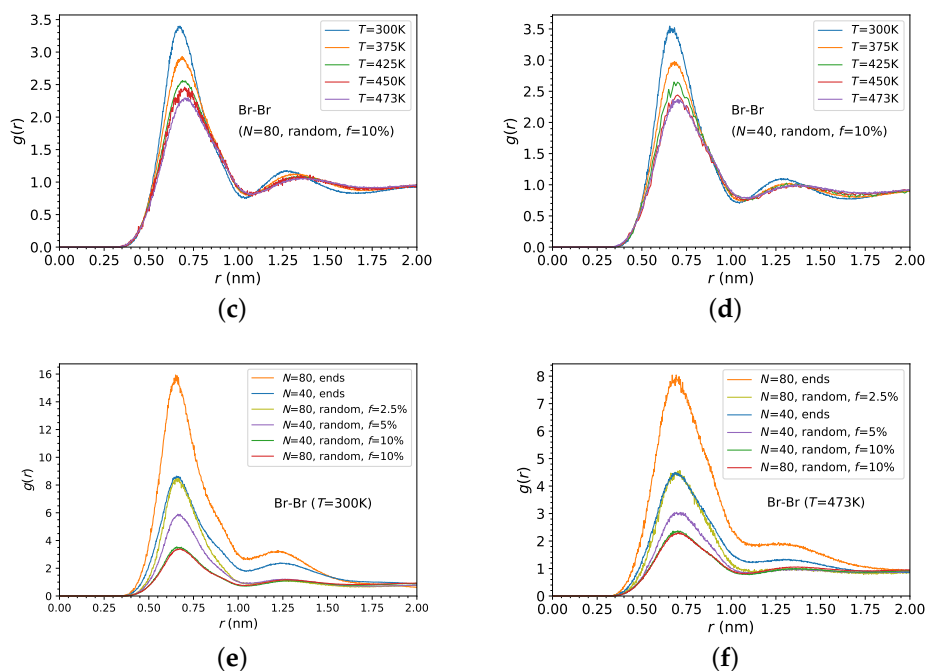 3.5
3.0
2.5
2.0
1.5
1.0
0.5
0.0
g(r)
T=300K
T=375K
T=425K
T=450K
T=473K
Br-Br
(N=80, random, f=10%)
0.00 0.25 0.50 0.75 1.00 1.25 1.50 1.75 2.00
r (nm)
(c)
3.5
3.0
2.5
2.0
1.5
1.0
0.5
0.0
g(r)
T=300K
T=375K
T=425K
T=450K
T=473K
Br-Br
(N=40, random, f=10%)
0.00 0.25 0.50 0.75 1.00 1.25 1.50 1.75 2.00
r (nm)
(d)
16
14
12
10
8
6
4
2
0
g(r)
N=80, ends
N=40, ends
N=80, random, f=2.5%
N=40, random, f=5%
N=40, random, f=10%
N=80, random, f=10%
Br-Br (T=300K)
0.00 0.25 0.50 0.75 1.00 1.25 1.50 1.75 2.00
r (nm)
(e)
8
7
6
5
4
3
2
1
0
g(r)
N=80, ends
N=80, random, f=2.5%
N=40, ends
N=40, random, f=5%
N=40, random, f=10%
N=80, random, f=10%
Br-Br (T=473K)
0.00 0.25 0.50 0.75 1.00 1.25 1.50 1.75 2.00
r (nm)
(f)